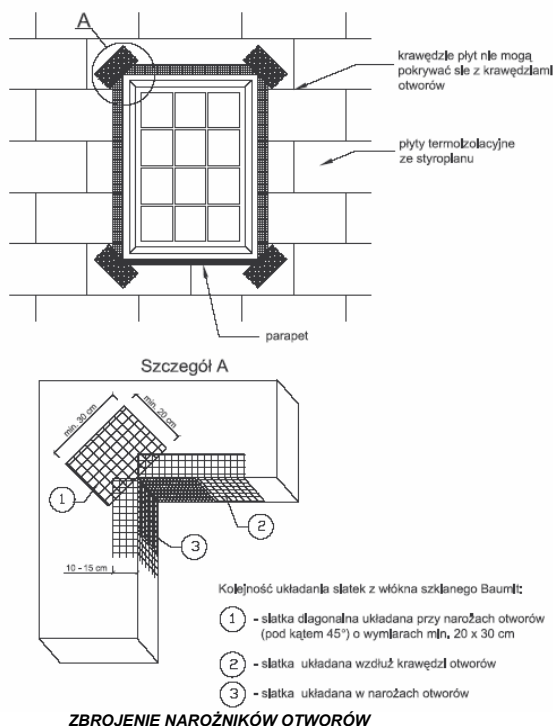 A
krawędzie płyt nie mogą
pokrywać sie z krawędziami
otworów
płyty termoizolacyjne
ze styroplanu
parapet
Szczegół A
min. 30 cm
min. 20 cm
1
2
3
10 - 15 cm
Kolejność układania siatek z włókna szklanego Baumit:
1 - siatka diagonalna układana przy narożach otworów
(pod kątem 45°) o wymiarach min. 20 x 30 cm
2 - siatka układana wzdłuż krawędzi otworów
3 - siatka układana w narożach otworów
ZBROJENIE NAROŻNIKÓW OTWORÓW